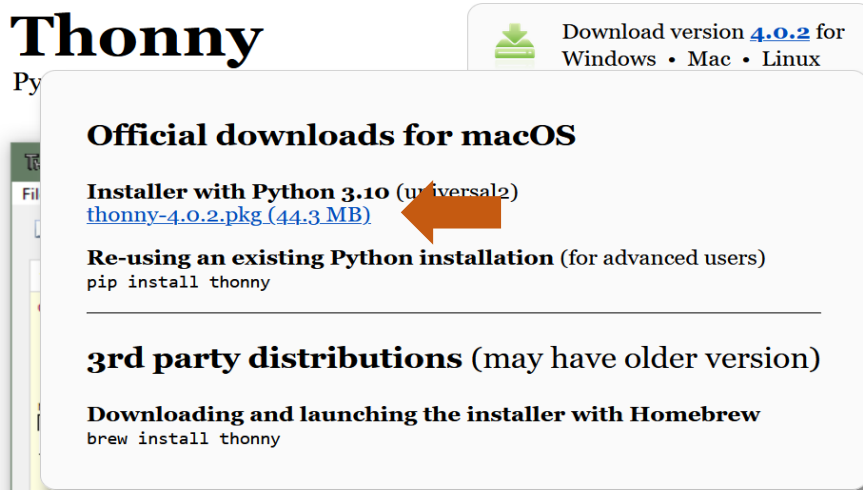 Thonny
Download version 4.0.2 for
Windows • Mac • Linux
Py
Official downloads for macOS
Installer with Python 3.10 (universal2)
thonny-4.0.2.pkg (44.3 MB)
Re-using an existing Python installation (for advanced users)
pip install thonny
3rd party distributions (may have older version)
Downloading and launching the installer with Homebrew
brew install thonny